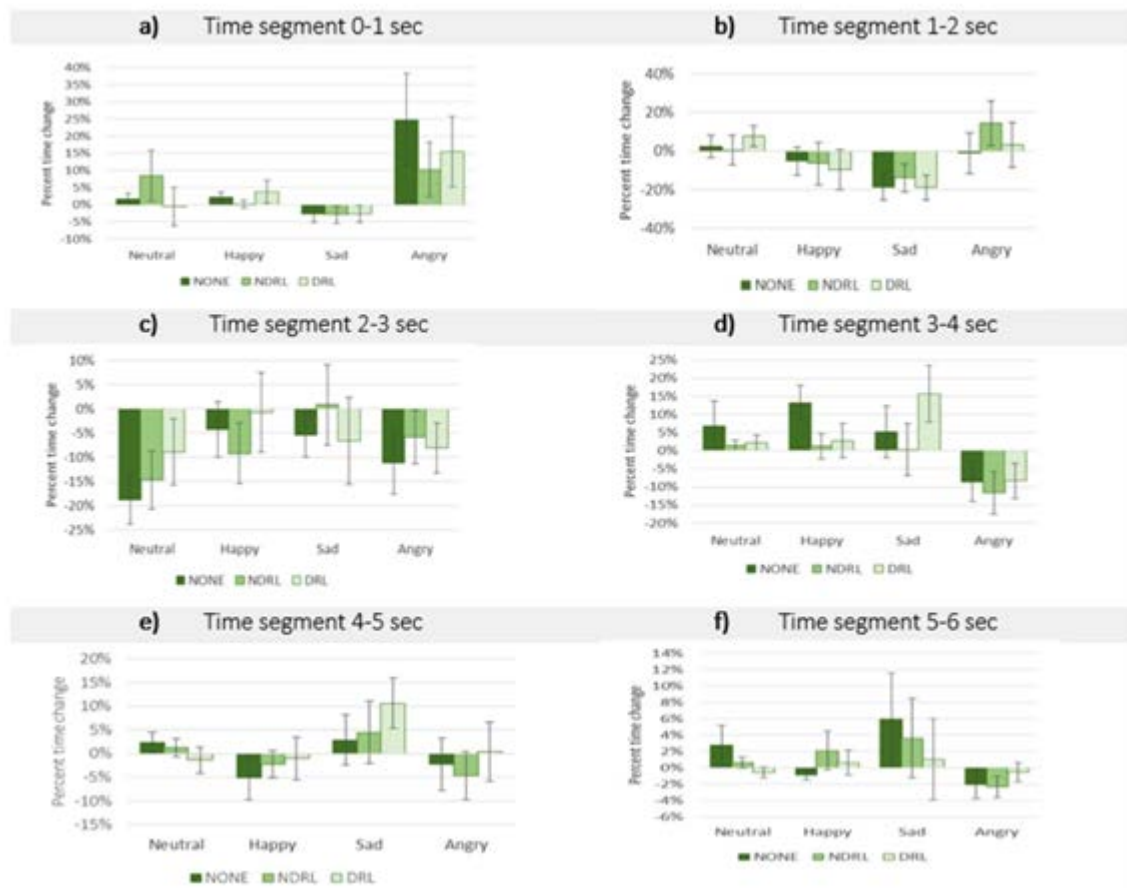 a) Time segment 0-1 sec
Percent time change
40%
35%
30%
25%
20%
15%
10%
5%
0%
-5%
-10%
Neutral Happy Sad Angry
NONE NDRL DRL
b) Time segment 1-2 sec
Percent time change
40%
20%
0%
-20%
-40%
Neutral Happy Sad Angry
NONE NDRL DRL
c) Time segment 2-3 sec
Percent time change
10%
5%
0%
-5%
-10%
-15%
-20%
-25%
Neutral Happy Sad Angry
NONE NDRL DRL
d) Time segment 3-4 sec
Percent time change
25%
20%
15%
10%
5%
0%
-5%
-10%
-15%
-20%
Neutral Happy Sad Angry
NONE NDRL DRL
e) Time segment 4-5 sec
Percent time change
20%
15%
10%
5%
0%
-5%
-10%
-15%
Neutral Happy Sad Angry
NONE NDRL DRL
f) Time segment 5-6 sec
Percent time change
14%
12%
10%
8%
6%
4%
2%
0%
-2%
-4%
-6%
Neutral Happy Sad Angry
NONE NDRL DRL